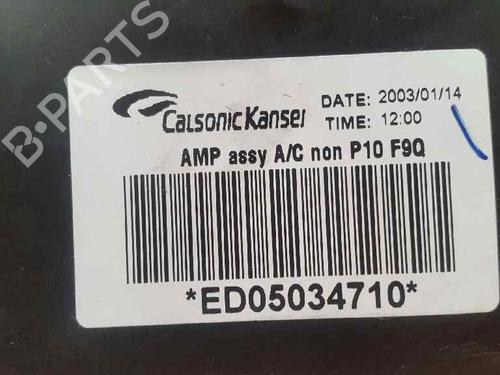 CalsonicKansei
DATE: 2003/01/14
TIME: 12:00
AMP assy A/C non P10 F9Q
*ED05034710*
B-PARTS